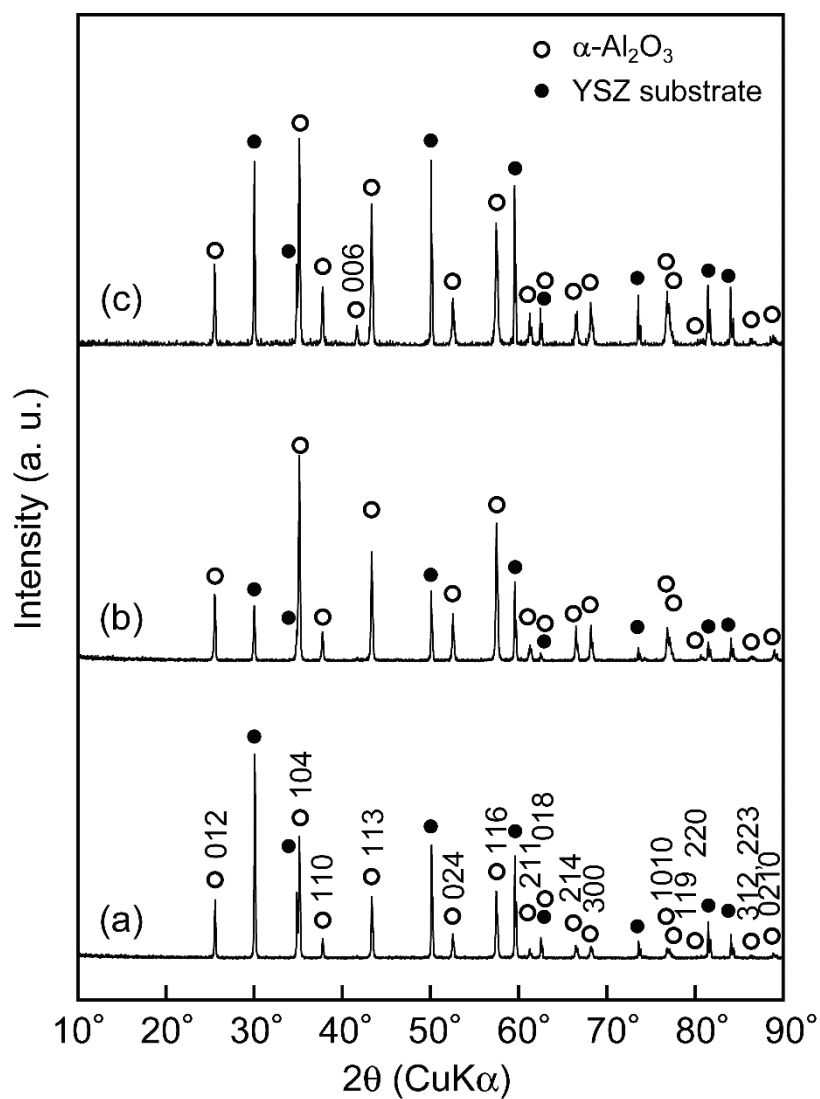 α-Al₂O₃
YSZ substrate
(c)
006
(b)
(a)
012
104
110
113
024
116
211
018
214
300
1010
119
220
312, 223
0210
10° 20° 30° 40° 50° 60° 70° 80° 90°
2θ (CuKα)
Intensity (a. u.)